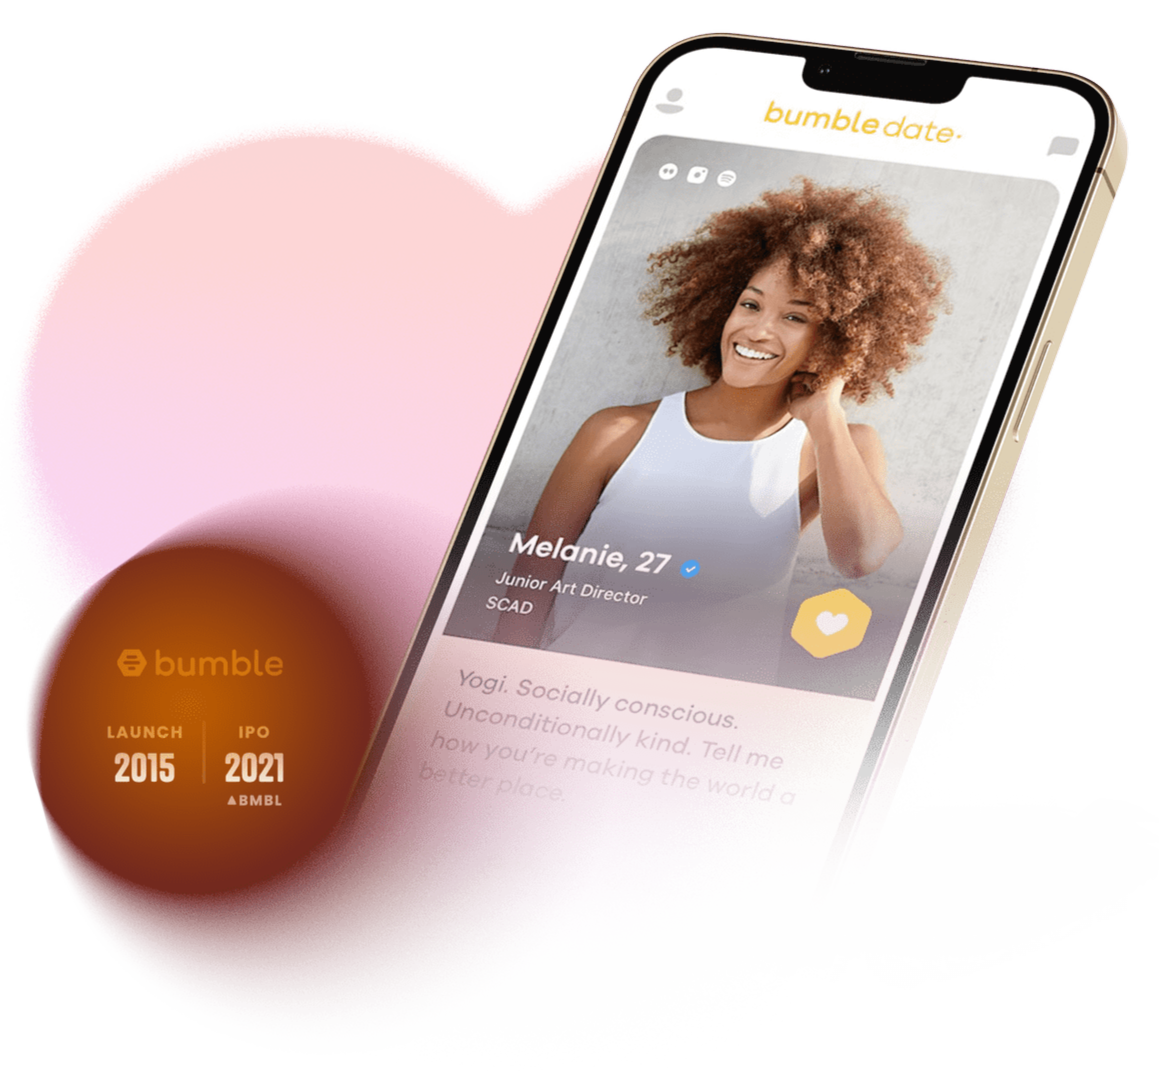 bumble date·
Melanie, 27
Junior Art Director
SCAD
Yogi. Socially conscious.
Unconditionally kind. Tell me
how you’re making the world a
better place.
bumble
LAUNCH
2015
IPO
2021
▲BMBL